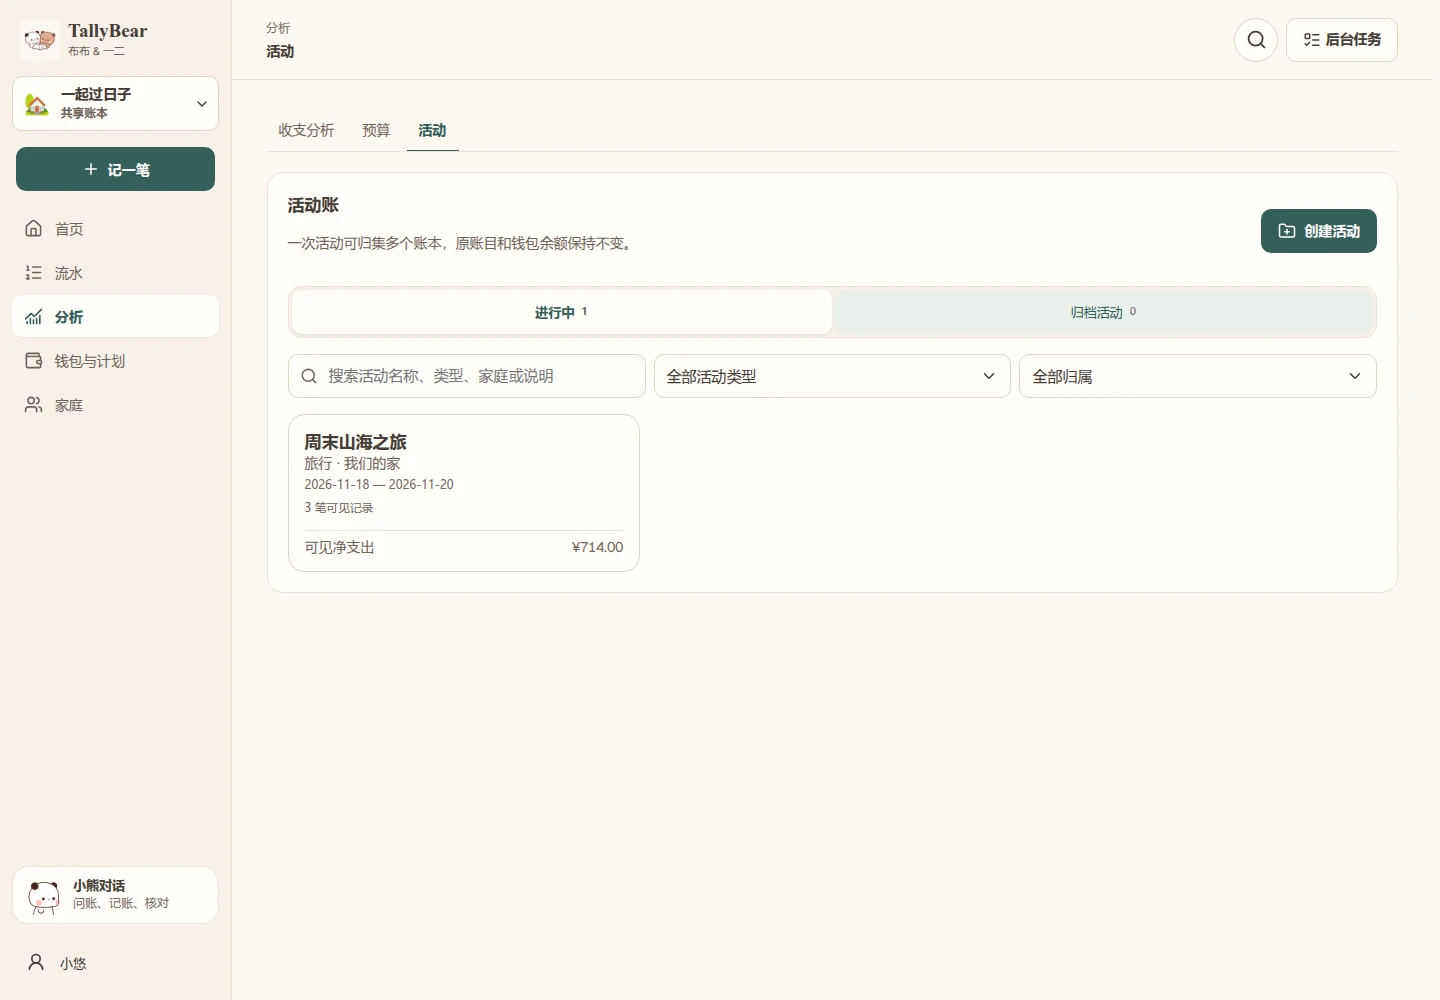 TallyBear
布布 & 一二
一起过日子
共享账本
记一笔
首页
流水
分析
钱包与计划
家庭
小熊对话
问账、记账、核对
小悠
分析
活动
后台任务
收支分析
预算
活动
活动账
一次活动可归集多个账本，原账目和钱包余额保持不变。
创建活动
进行中 1
归档活动 0
搜索活动名称、类型、家庭或说明
全部活动类型
全部归属
周末山海之旅
旅行 · 我们的家
2026-11-18 — 2026-11-20
3 笔可见记录
可见净支出 ¥714.00